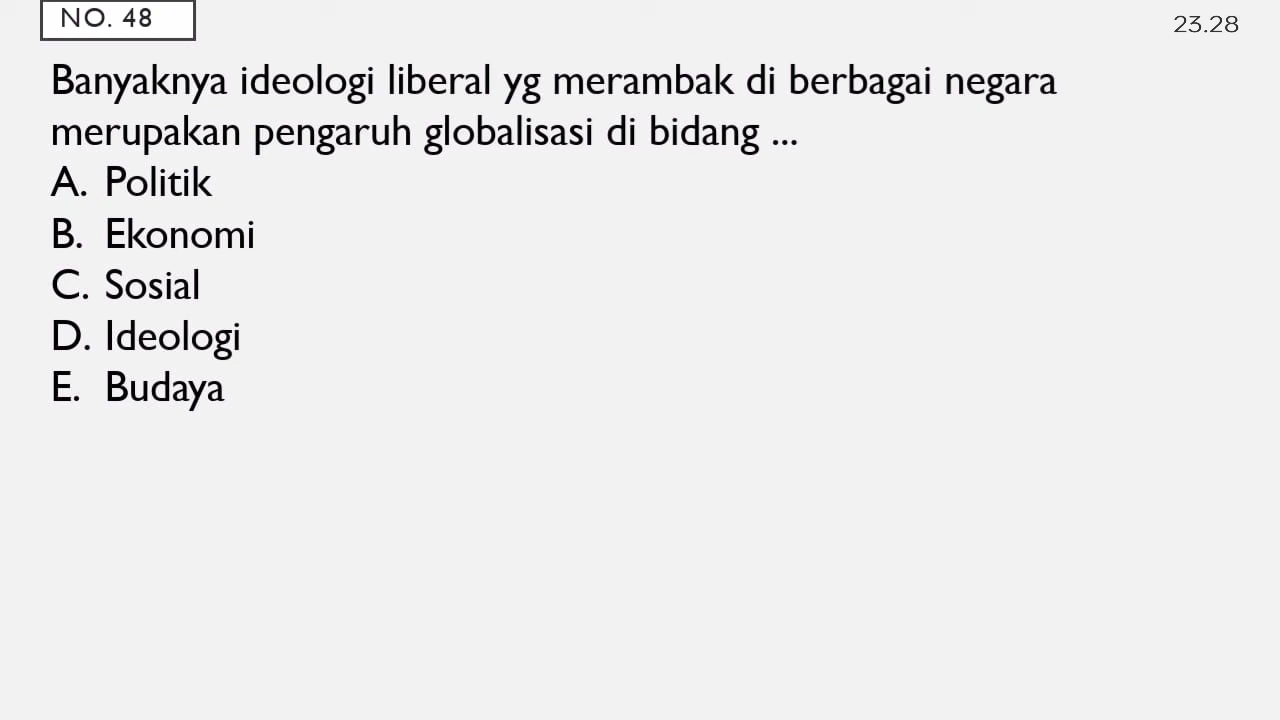 NO. 48
23.28
Banyaknya ideologi liberal yg merambak di berbagai negara
merupakan pengaruh globalisasi di bidang ...
A. Politik
B. Ekonomi
C. Sosial
D. Ideologi
E. Budaya